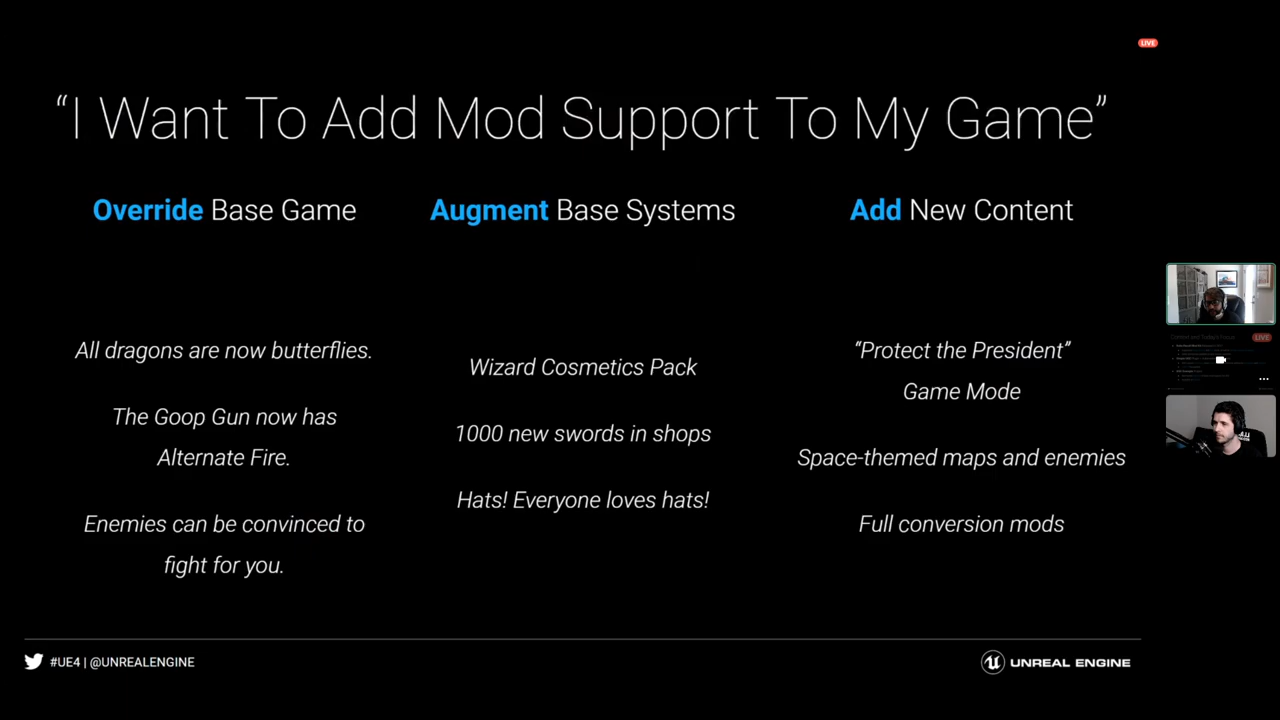 LIVE
“I Want To Add Mod Support To My Game”
Override Base Game
All dragons are now butterflies.
The Goop Gun now has
Alternate Fire.
Enemies can be convinced to
fight for you.
Augment Base Systems
Wizard Cosmetics Pack
1000 new swords in shops
Hats! Everyone loves hats!
Add New Content
“Protect the President”
Game Mode
Space-themed maps and enemies
Full conversion mods
LIVE
#UE4 | @UNREALENGINE
UNREAL ENGINE